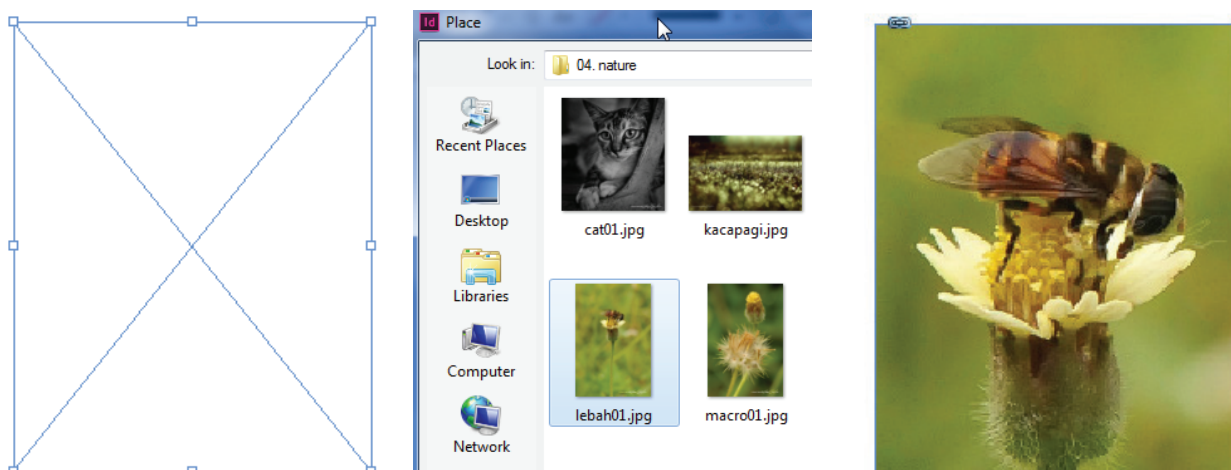 Id Place
Look in: 04. nature
Recent Places
Desktop
Libraries
Computer
Network
cat01.jpg
kacapagi.jpg
lebah01.jpg
macro01.jpg